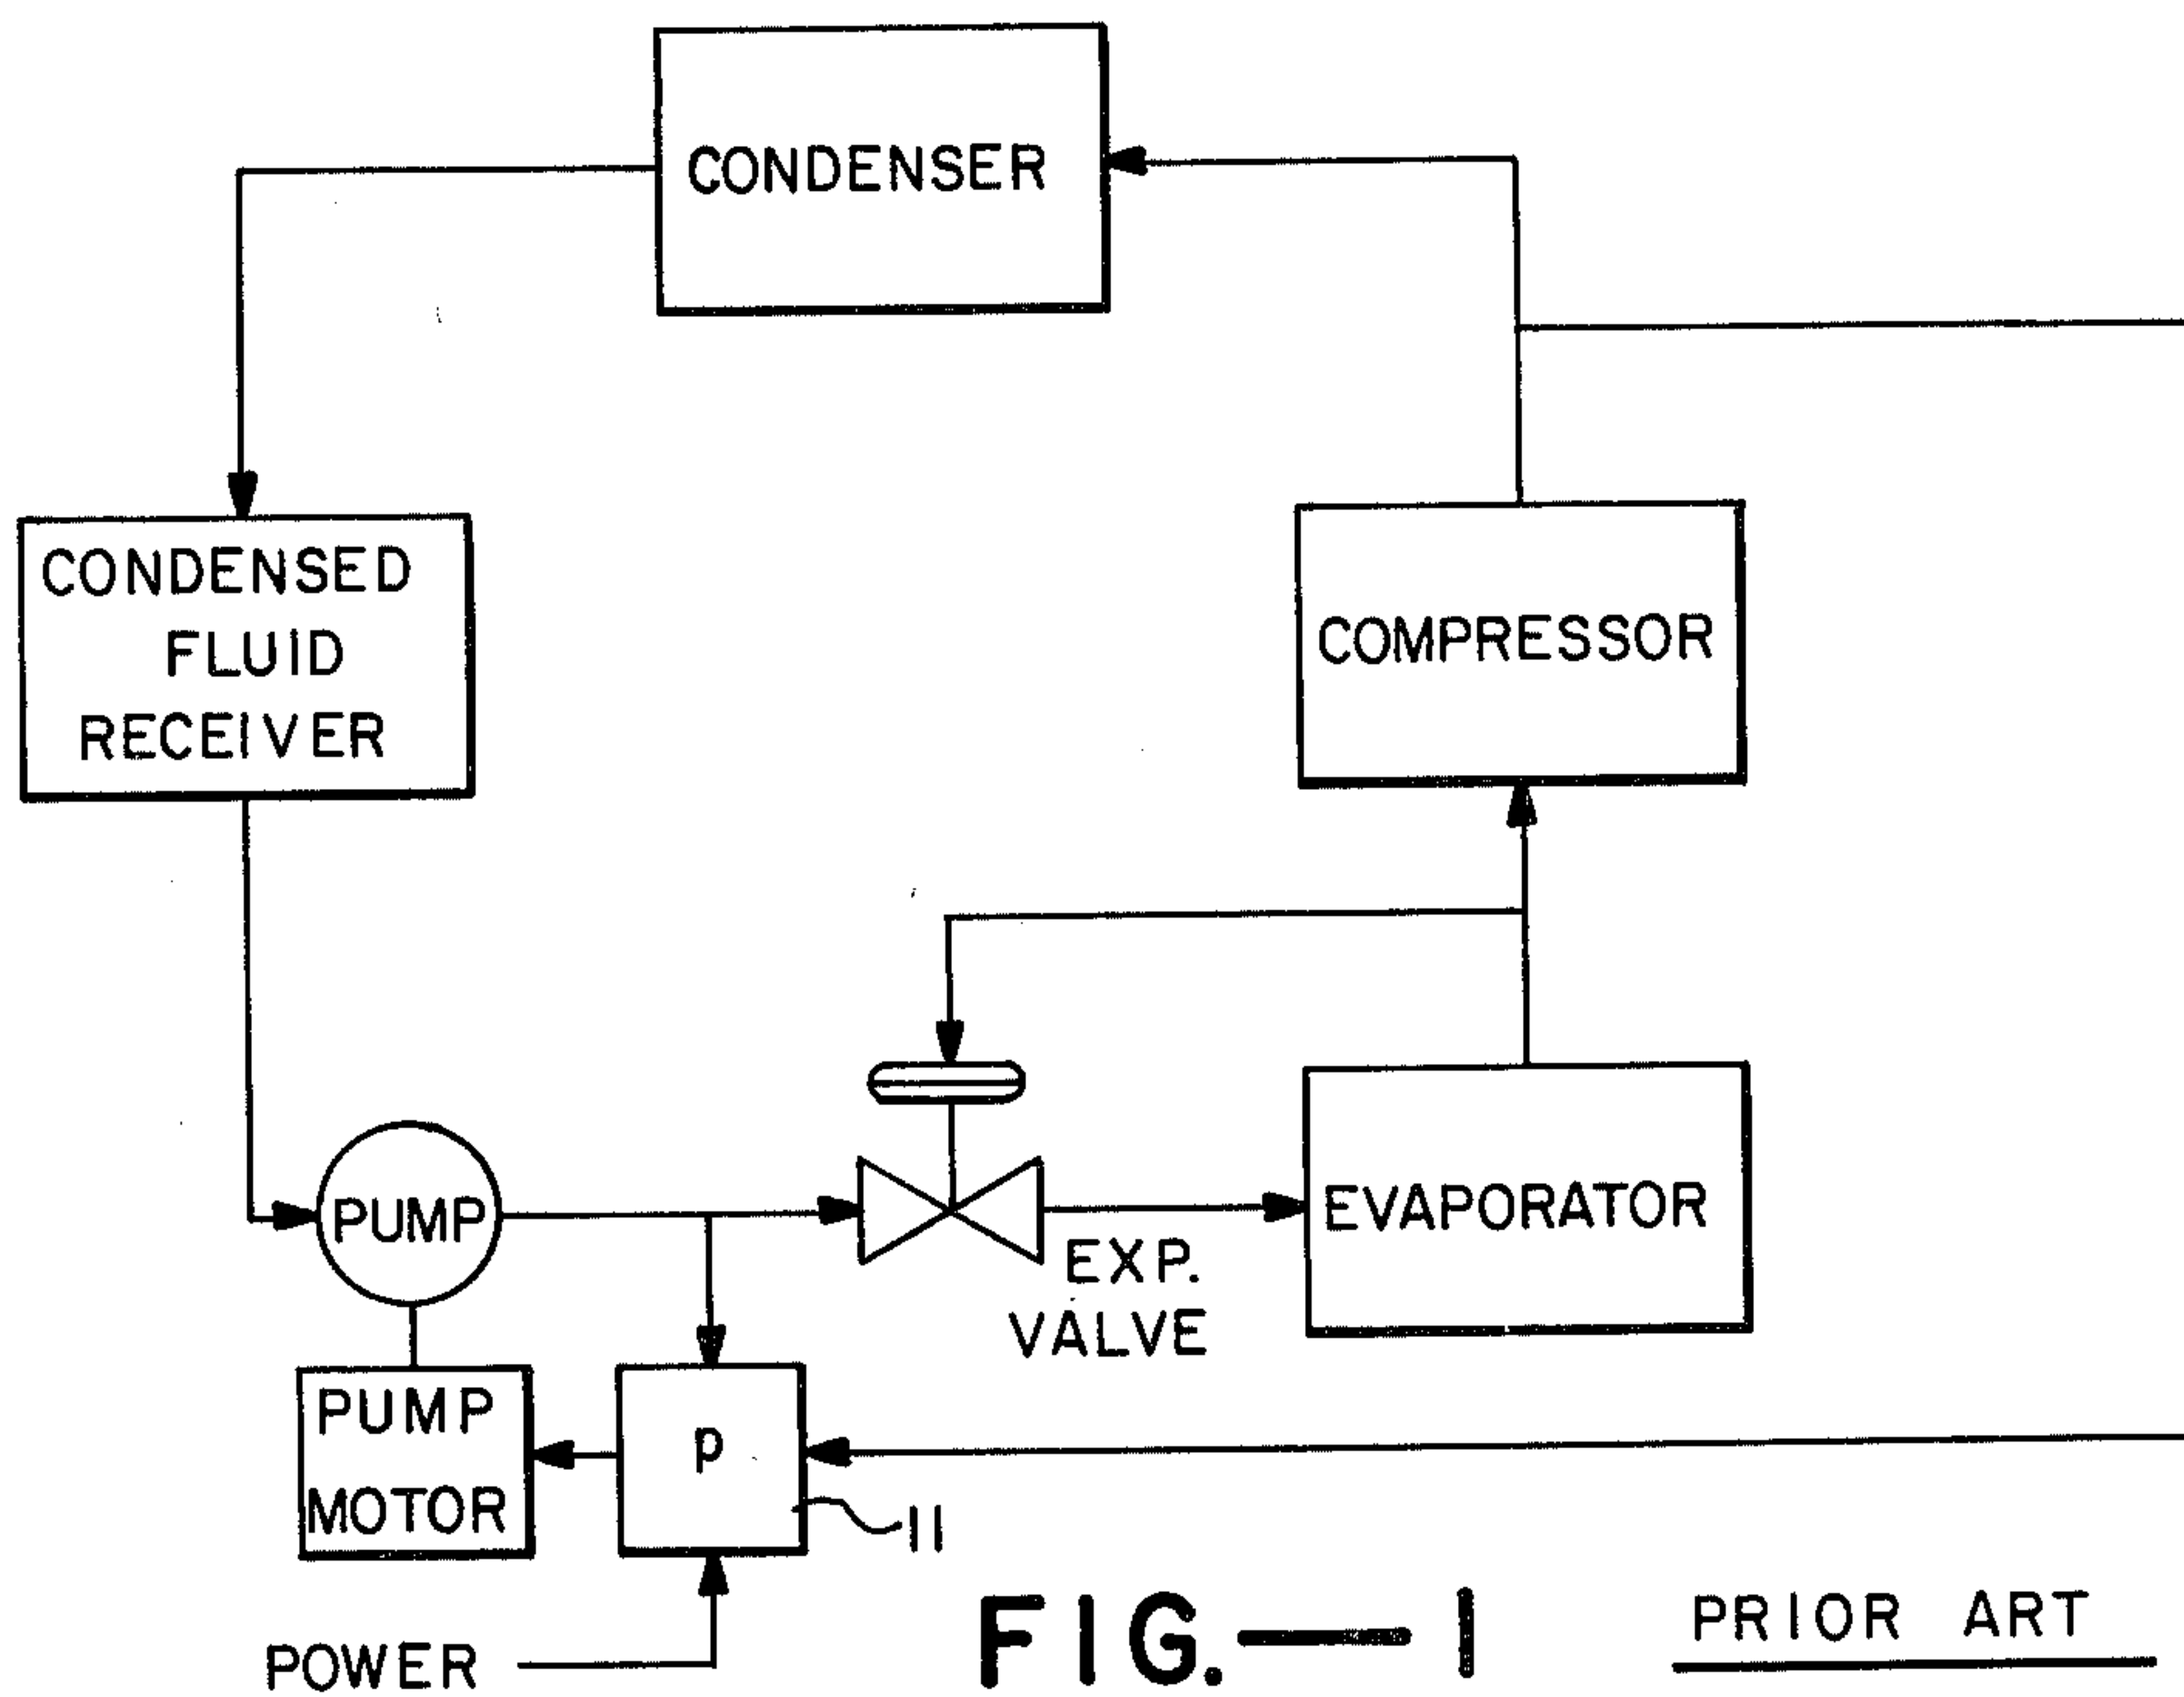 CONDENSER
CONDENSED
FLUID
RECEIVER
COMPRESSOR
PUMP
EXP.
VALVE
EVAPORATOR
PUMP
MOTOR
p
11
POWER
FIG.—1
PRIOR ART